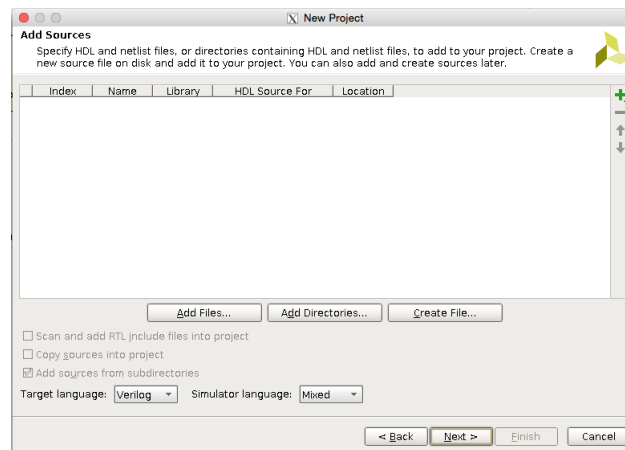 New Project
Add Sources
Specify HDL and netlist files, or directories containing HDL and netlist files, to add to your project. Create a
new source file on disk and add it to your project. You can also add and create sources later.
Index Name Library HDL Source For Location
Add Files... Add Directories... Create File...
Scan and add RTL include files into project
Copy sources into project
Add sources from subdirectories
Target language: Verilog Simulator language: Mixed
< Back Next > Finish Cancel